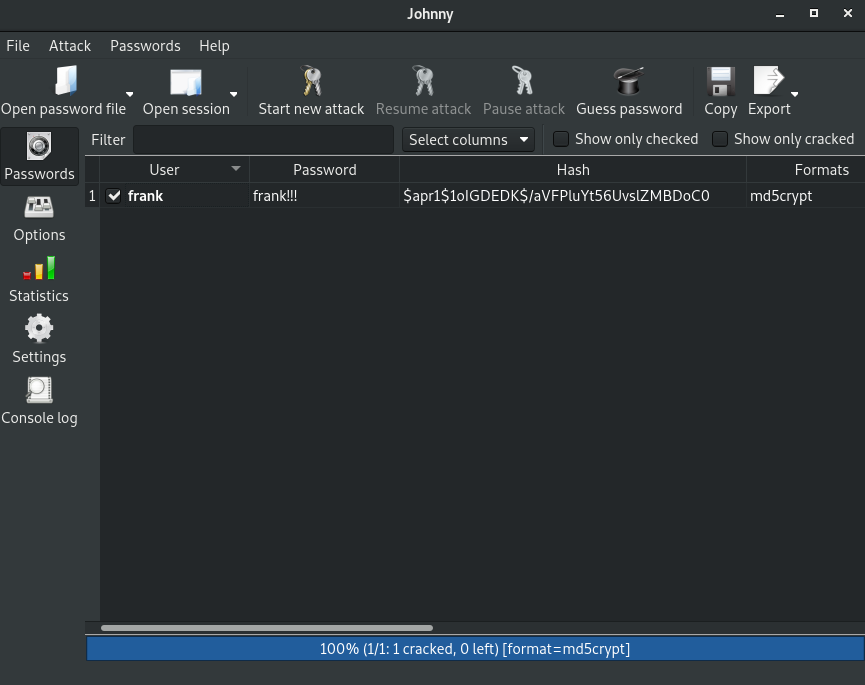 Johnny
File Attack Passwords Help
Open password file Open session Start new attack Resume attack Pause attack Guess password Copy Export
Filter Select columns Show only checked Show only cracked
Passwords
Options
Statistics
Settings
Console log
User Password Hash Formats
1 frank frank!!! $apr1$1oIGDEDK$/aVFPluYt56UvslZMBDoC0 md5crypt
100% (1/1: 1 cracked, 0 left) [format=md5crypt]